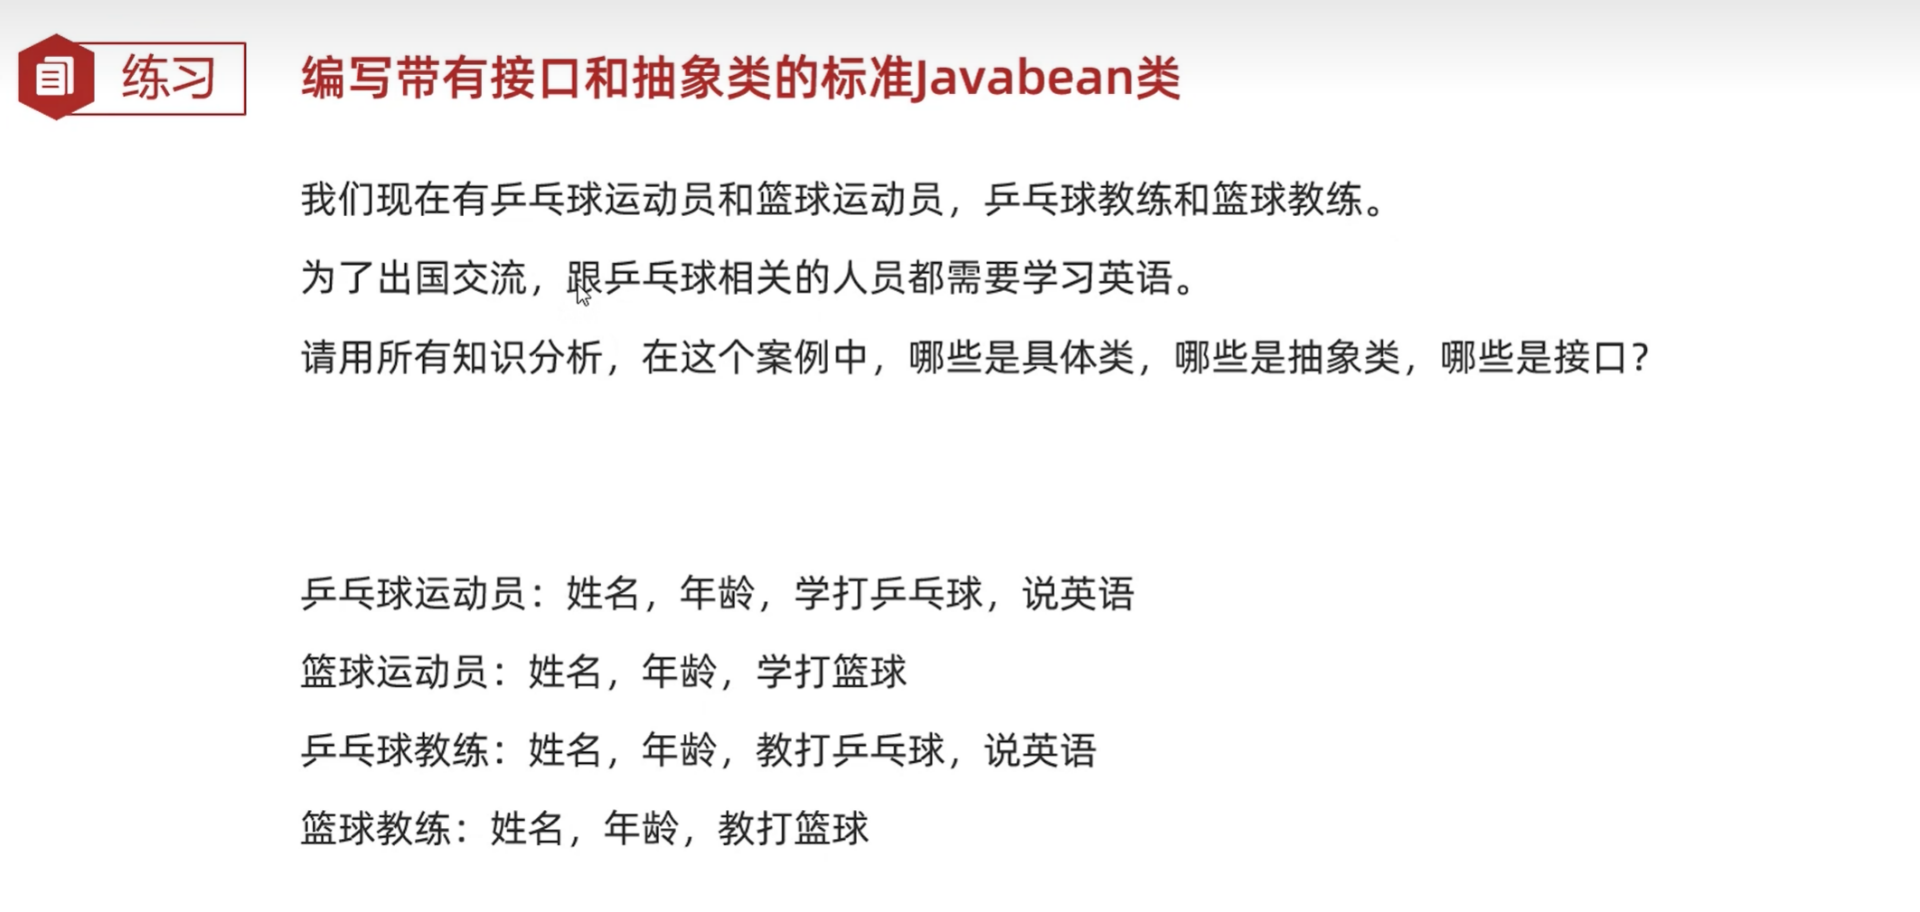 练习
编写带有接口和抽象类的标准Javabean类
我们现在有乒乓球运动员和篮球运动员，乒乓球教练和篮球教练。
为了出国交流，跟乒乓球相关的人员都需要学习英语。
请用所有知识分析，在这个案例中，哪些是具体类，哪些是抽象类，哪些是接口？
乒乓球运动员：姓名，年龄，学打乒乓球，说英语
篮球运动员：姓名，年龄，学打篮球
乒乓球教练：姓名，年龄，教打乒乓球，说英语
篮球教练：姓名，年龄，教打篮球